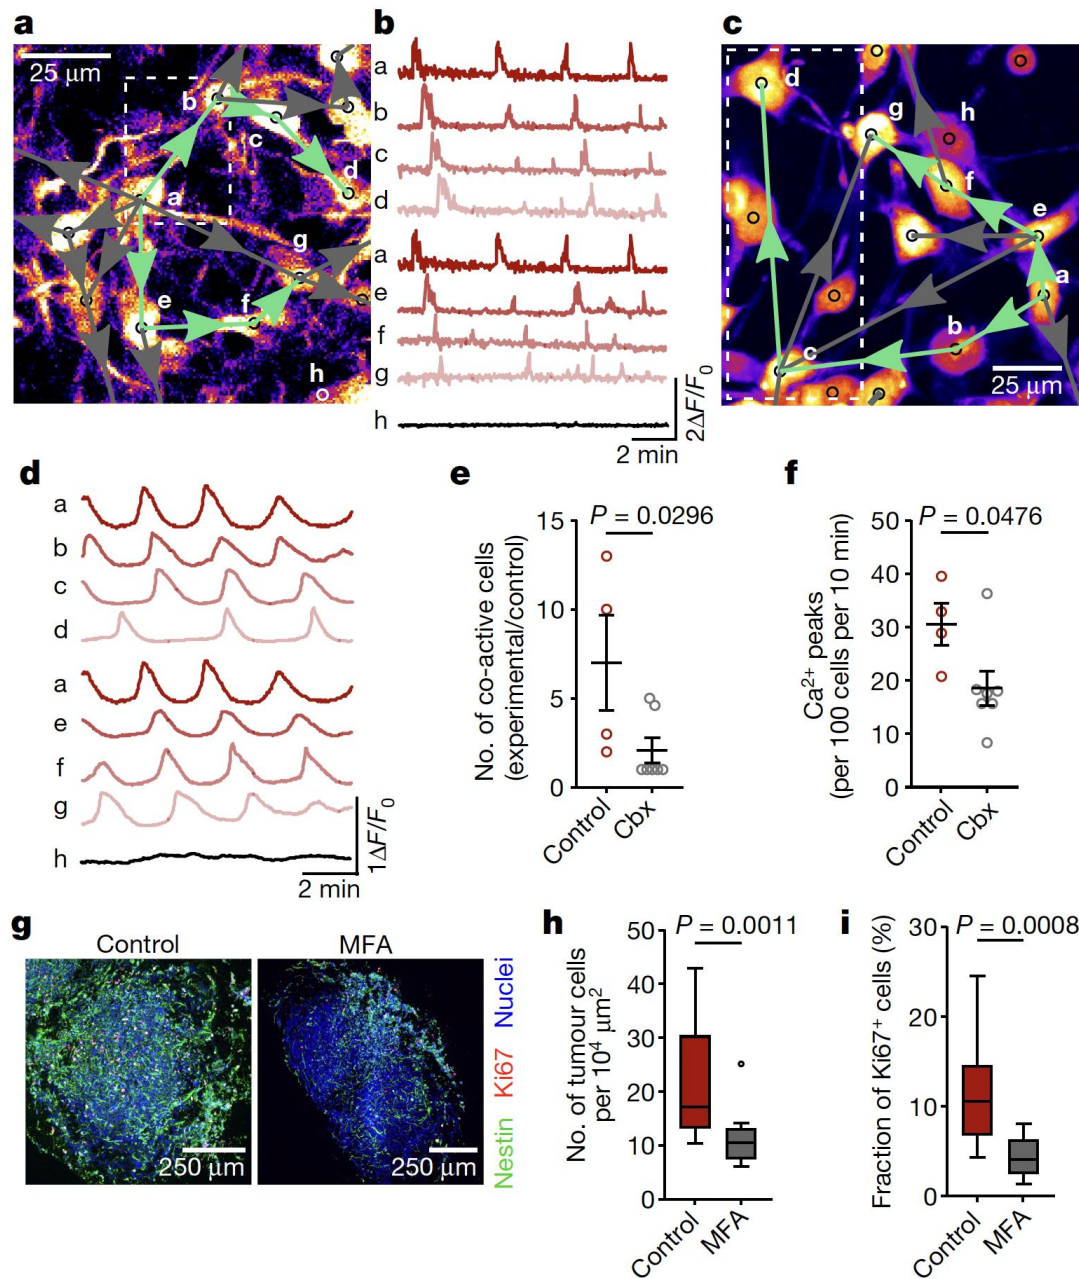 a
25 μm
b
c
d
a
g
e
f
h
b
a
b
c
d
a
e
f
g
h
2ΔF/F0
2 min
c
d
g
h
f
e
a
b
c
25 μm
d
a
b
c
d
a
e
f
g
h
1ΔF/F0
2 min
e
P = 0.0296
15
10
5
0
No. of co-active cells
(experimental/control)
Control
Cbx
f
P = 0.0476
50
40
30
20
10
0
Ca2+ peaks
(per 100 cells per 10 min)
Control
Cbx
g
Control
MFA
250 μm
250 μm
Nestin Ki67 Nuclei
h
P = 0.0011
50
40
30
20
10
0
No. of tumour cells
per 10⁴ μm²
Control
MFA
i
P = 0.0008
30
20
10
0
Fraction of Ki67⁺ cells (%)
Control
MFA